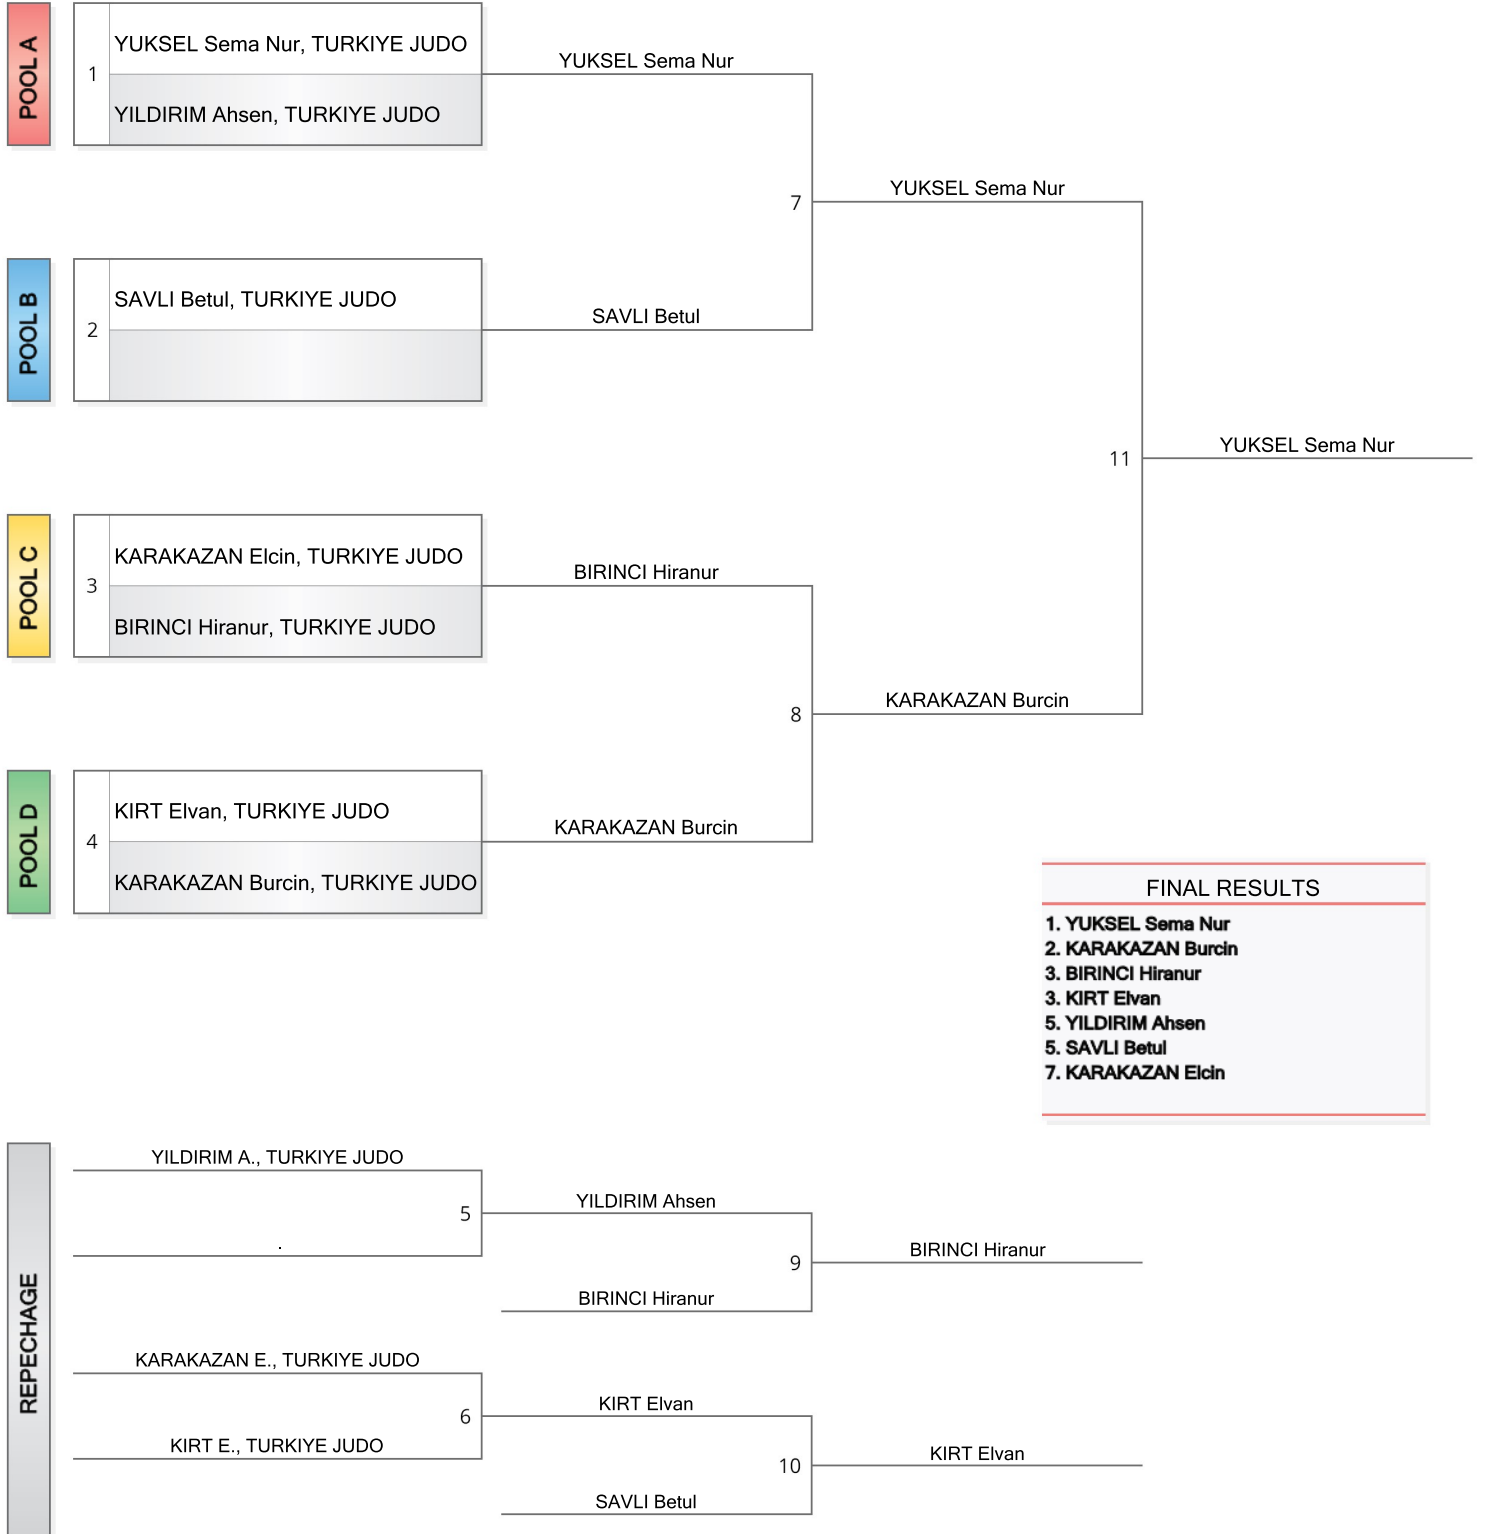 POOL A
1
YUKSEL Sema Nur, TURKIYE JUDO
YILDIRIM Ahsen, TURKIYE JUDO
YUKSEL Sema Nur
7
YUKSEL Sema Nur
POOL B
2
SAVLI Betul, TURKIYE JUDO
SAVLI Betul
11
YUKSEL Sema Nur
POOL C
3
KARAKAZAN Elcin, TURKIYE JUDO
BIRINCI Hiranur, TURKIYE JUDO
BIRINCI Hiranur
8
KARAKAZAN Burcin
POOL D
4
KIRT Elvan, TURKIYE JUDO
KARAKAZAN Burcin, TURKIYE JUDO
KARAKAZAN Burcin
FINAL RESULTS
1. YUKSEL Sema Nur
2. KARAKAZAN Burcin
3. BIRINCI Hiranur
3. KIRT Elvan
5. YILDIRIM Ahsen
5. SAVLI Betul
7. KARAKAZAN Elcin
REPECHAGE
YILDIRIM A., TURKIYE JUDO
.
5
YILDIRIM Ahsen
BIRINCI Hiranur
9
BIRINCI Hiranur
KARAKAZAN E., TURKIYE JUDO
KIRT E., TURKIYE JUDO
6
KIRT Elvan
SAVLI Betul
10
KIRT Elvan